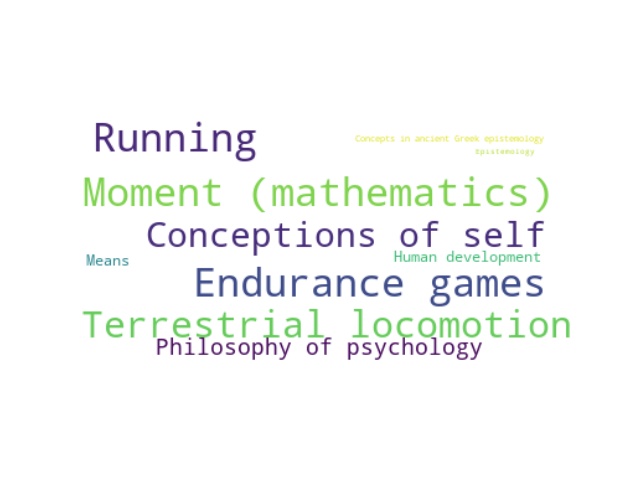 Running
Concepts in ancient Greek epistemology
Epistemology
Moment (mathematics)
Conceptions of self
Human development
Means
Endurance games
Terrestrial locomotion
Philosophy of psychology